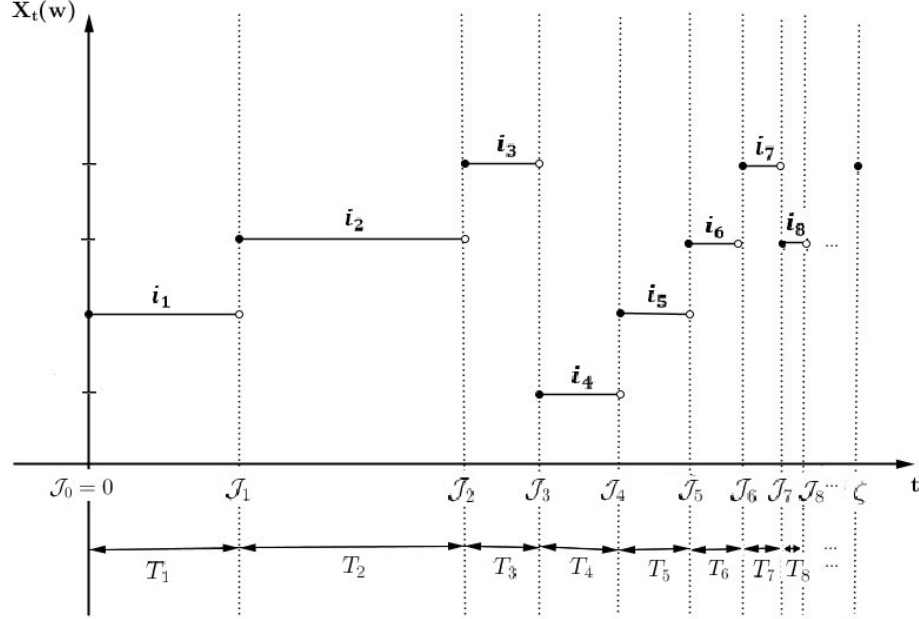 X_t(w)
i_3
i_7
i_2
i_6
i_8
...
i_1
i_5
i_4
J_0 = 0
J_1
J_2
J_3
J_4
J_5
J_6
J_7
J_8
...
ζ
t
T_1
T_2
T_3
T_4
T_5
T_6
T_7
T_8
...
...